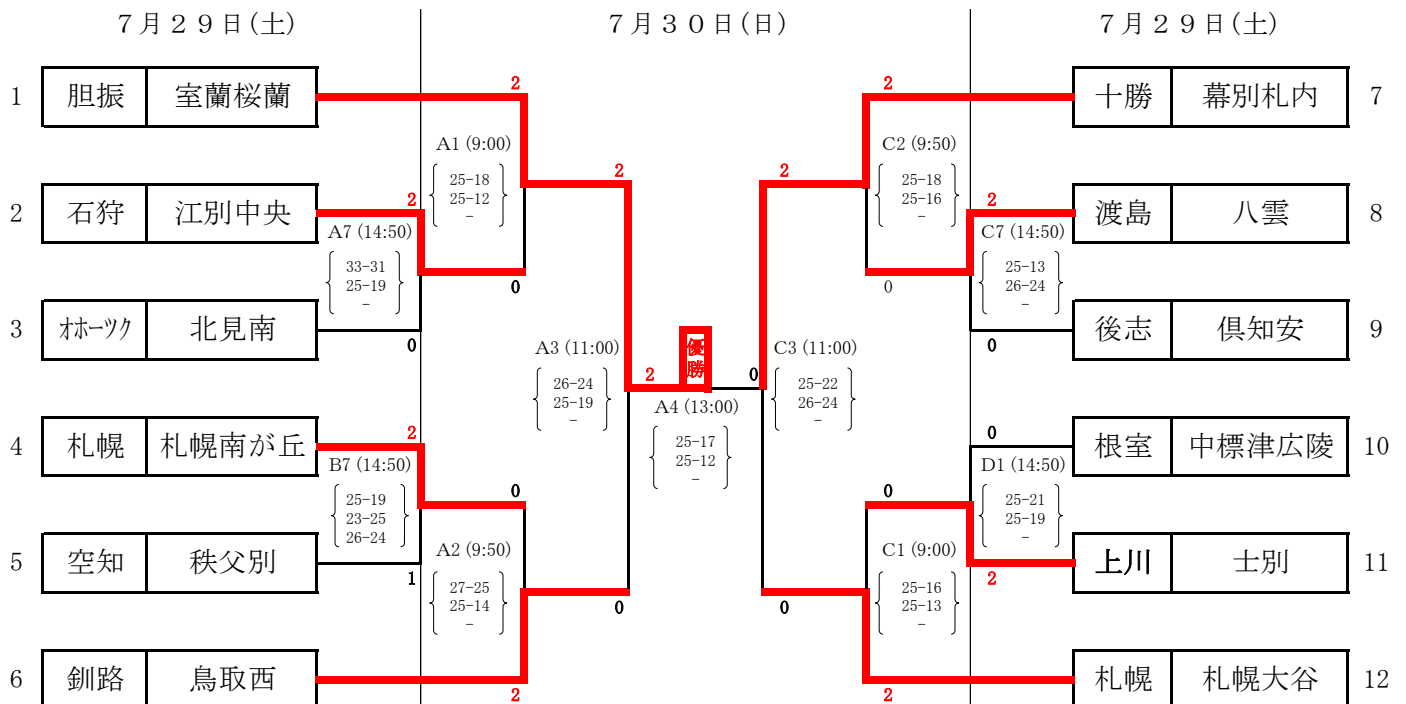 7月29日(土)
7月30日(日)
7月29日(土)
1 胆振 室蘭桜蘭
2
A1 (9:00)
25-18
25-12
-
2 石狩 江別中央
2
A7 (14:50)
33-31
25-19
-
0
3 オホーツク 北見南
0
4 札幌 札幌南が丘
2
B7 (14:50)
25-19
23-25
26-24
0
5 空知 秩父別
1
A2 (9:50)
27-25
25-14
-
6 釧路 鳥取西
2
2
A3 (11:00)
26-24
25-19
-
0
2
優勝
0
A4 (13:00)
25-17
25-12
-
2
C3 (11:00)
25-22
26-24
-
0
2
十勝 幕別札内 7
C2 (9:50)
25-18
25-16
-
2
渡島 八雲 8
C7 (14:50)
25-13
26-24
-
0
後志 倶知安 9
0
0
根室 中標津広陵 10
D1 (14:50)
25-21
25-19
-
0
上川 士別 11
2
C1 (9:00)
25-16
25-13
-
札幌 札幌大谷 12
2